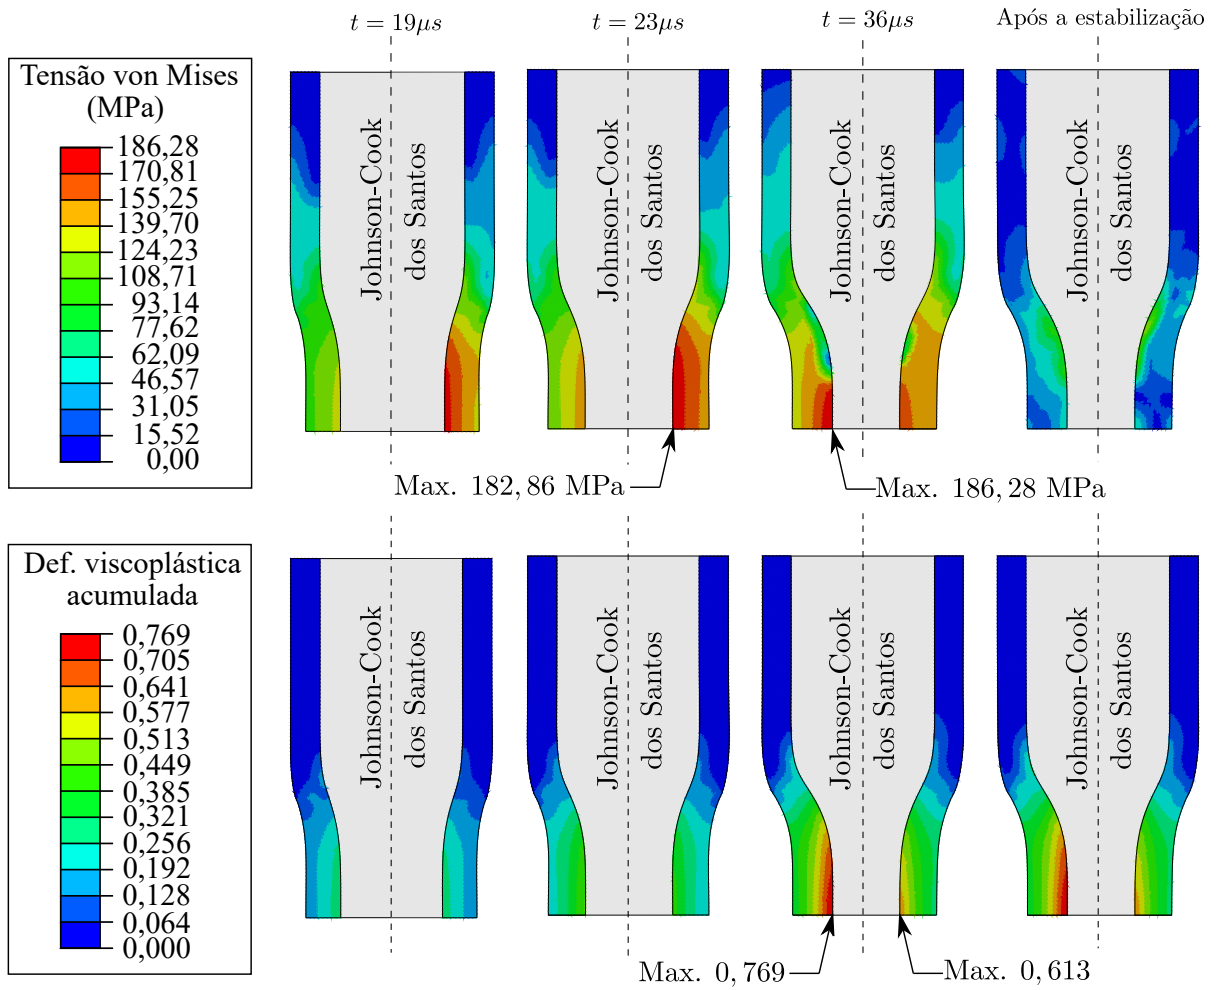 t = 19μs
t = 23μs
t = 36μs
Após a estabilização
Tensão von Mises
(MPa)
186,28
170,81
155,25
139,70
124,23
108,71
93,14
77,62
62,09
46,57
31,05
15,52
0,00
Johnson-Cook
dos Santos
Johnson-Cook
dos Santos
Johnson-Cook
dos Santos
Johnson-Cook
dos Santos
Max. 182,86 MPa
Max. 186,28 MPa
Def. viscoplástica
acumulada
0,769
0,705
0,641
0,577
0,513
0,449
0,385
0,321
0,256
0,192
0,128
0,064
0,000
Johnson-Cook
dos Santos
Johnson-Cook
dos Santos
Johnson-Cook
dos Santos
Johnson-Cook
dos Santos
Max. 0,769
Max. 0,613